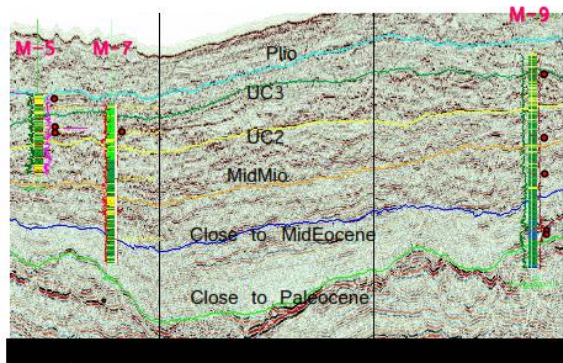 M-5
M-7
M-9
Plio
UC3
UC2
MidMio
Close to MidEocene
Close to Paleocene